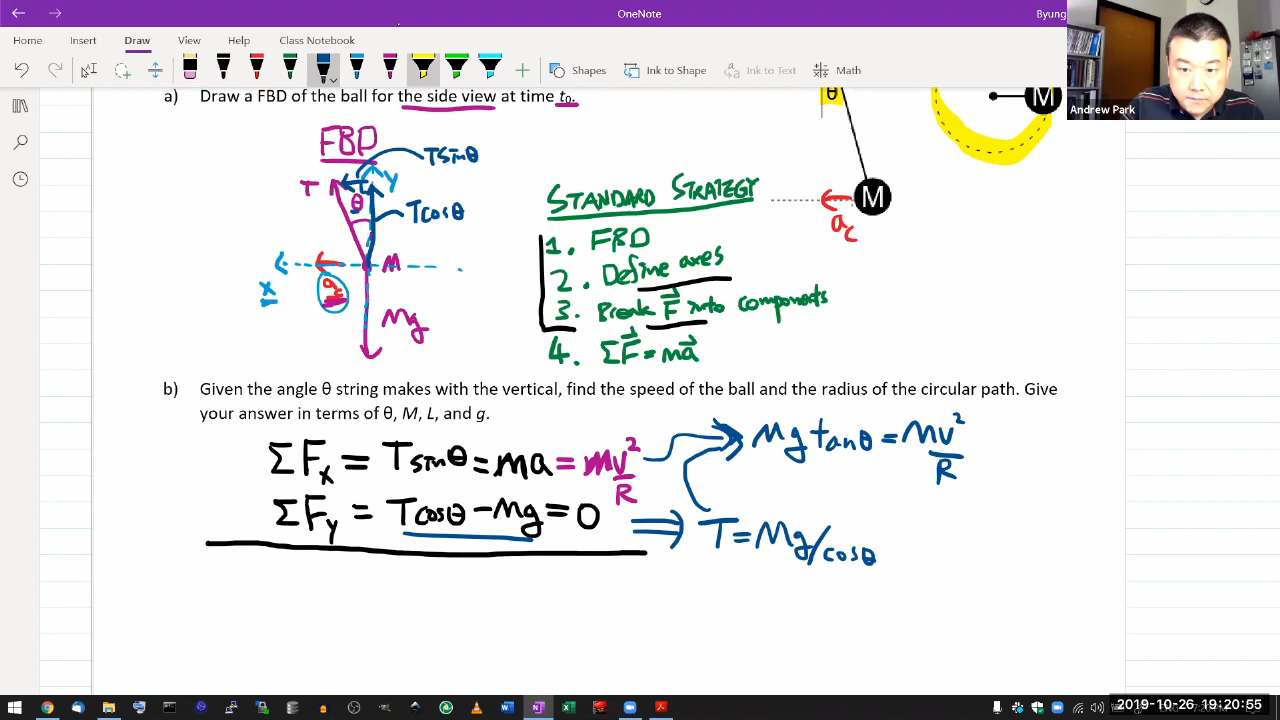 OneNote
Byung
Home Insert Draw View Help Class Notebook
Shapes Ink to Shape Ink to Text Math
Andrew Park
a) Draw a FBD of the ball for the side view at time t₀.
θ
M
M
a_c
FBD
T sinθ
T
θ
y
T cosθ
M
x
Mg
STANDARD STRATEGY
1. FBD
2. Define axes
3. Break F⃗ into components
4. ΣF⃗ = ma⃗
b) Given the angle θ string makes with the vertical, find the speed of the ball and the radius of the circular path. Give
your answer in terms of θ, M, L, and g.
ΣFₓ = T sinθ = ma = mv²/R
Mg tanθ = Mv²/R
ΣF_y = T cosθ - Mg = 0 ⇒ T = Mg/cosθ
2019-10-26 19:20:55